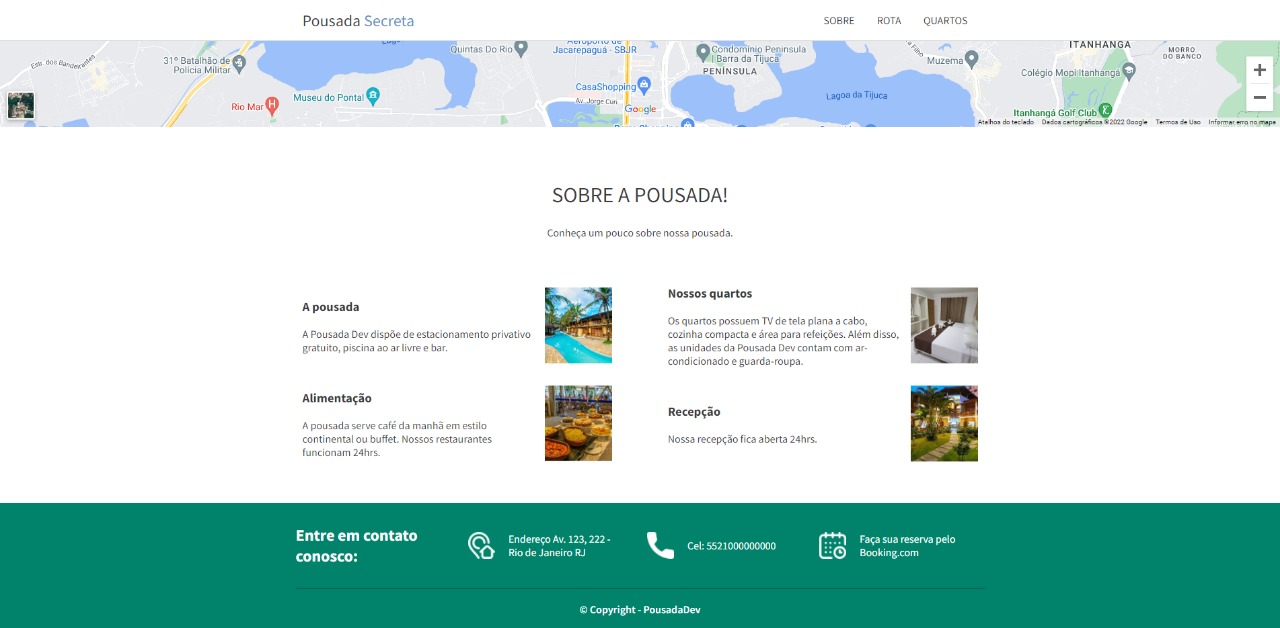 Pousada Secreta
SOBRE
ROTA
QUARTOS
Estr. dos Bandeirantes
31º Batalhão de
Polícia Militar
Rio Mar
Museu do Pontal
Quintas Do Rio
Aeroporto de
Jacarepaguá - SBJR
CasaShopping
Av. Jorge Curi
Google
Condomínio Península
| Barra da Tijuca
PENÍNSULA
Lagoa da Tijuca
Muzema
ITANHANGÁ
MORRO
DO BANCO
Colégio Mopi Itanhangá
Itanhangá Golf Club
+
−
Atalhos do teclado
Dados cartográficos ©2022 Google
Termos de Uso
Informar erro no mapa
SOBRE A POUSADA!
Conheça um pouco sobre nossa pousada.
A pousada
A Pousada Dev dispõe de estacionamento privativo
gratuito, piscina ao ar livre e bar.
Nossos quartos
Os quartos possuem TV de tela plana a cabo,
cozinha compacta e área para refeições. Além disso,
as unidades da Pousada Dev contam com ar-
condicionado e guarda-roupa.
Alimentação
A pousada serve café da manhã em estilo
continental ou buffet. Nossos restaurantes
funcionam 24hrs.
Recepção
Nossa recepção fica aberta 24hrs.
Entre em contato
conosco:
Endereço Av. 123, 222 -
Rio de Janeiro RJ
Cel: 5521000000000
Faça sua reserva pelo
Booking.com
© Copyright - PousadaDev